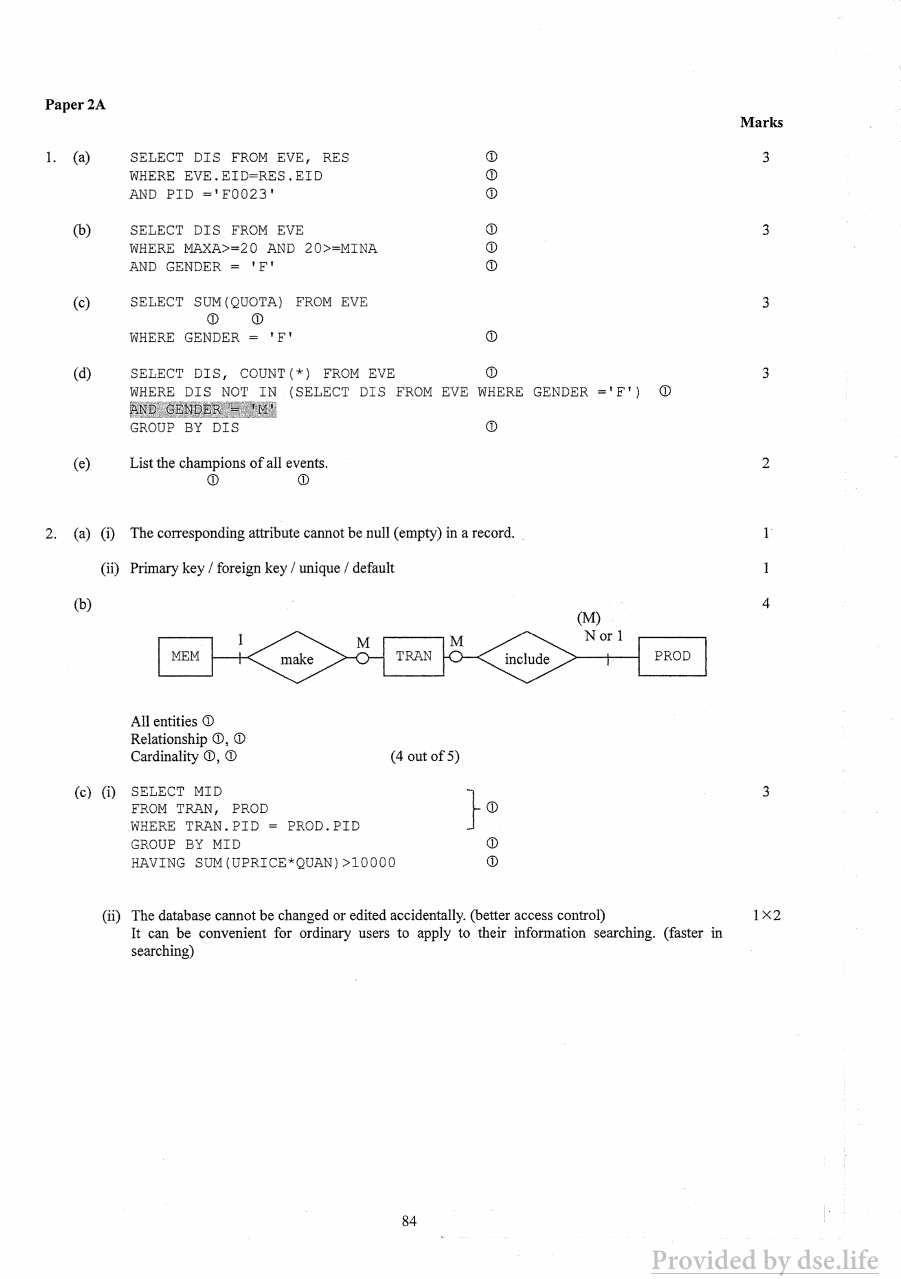 Paper 2A
Marks
1. (a) SELECT DIS FROM EVE, RES ① 3
WHERE EVE.EID=RES.EID ①
AND PID ='F0023' ①
(b) SELECT DIS FROM EVE ① 3
WHERE MAXA>=20 AND 20>=MINA ①
AND GENDER = 'F' ①
(c) SELECT SUM(QUOTA) FROM EVE 3
① ①
WHERE GENDER = 'F' ①
(d) SELECT DIS, COUNT(*) FROM EVE ① 3
WHERE DIS NOT IN (SELECT DIS FROM EVE WHERE GENDER ='F') ①
AND GENDER = 'M'
GROUP BY DIS ①
(e) List the champions of all events. 2
① ①
2. (a) (i) The corresponding attribute cannot be null (empty) in a record. 1
(ii) Primary key / foreign key / unique / default 1
(b) 4
(M)
1 M M N or 1
MEM make TRAN include PROD
All entities ①
Relationship ①, ①
Cardinality ①, ① (4 out of 5)
(c) (i) SELECT MID 3
FROM TRAN, PROD ①
WHERE TRAN.PID = PROD.PID
GROUP BY MID ①
HAVING SUM(UPRICE*QUAN)>10000 ①
(ii) The database cannot be changed or edited accidentally. (better access control) 1×2
It can be convenient for ordinary users to apply to their information searching. (faster in
searching)
84
Provided by dse.life